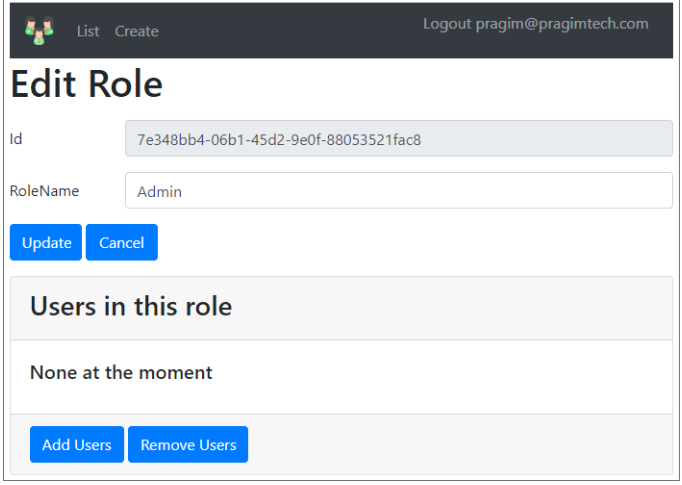 List Create Logout pragim@pragimtech.com
Edit Role
Id 7e348bb4-06b1-45d2-9e0f-88053521fac8
RoleName Admin
Update Cancel
Users in this role
None at the moment
Add Users Remove Users